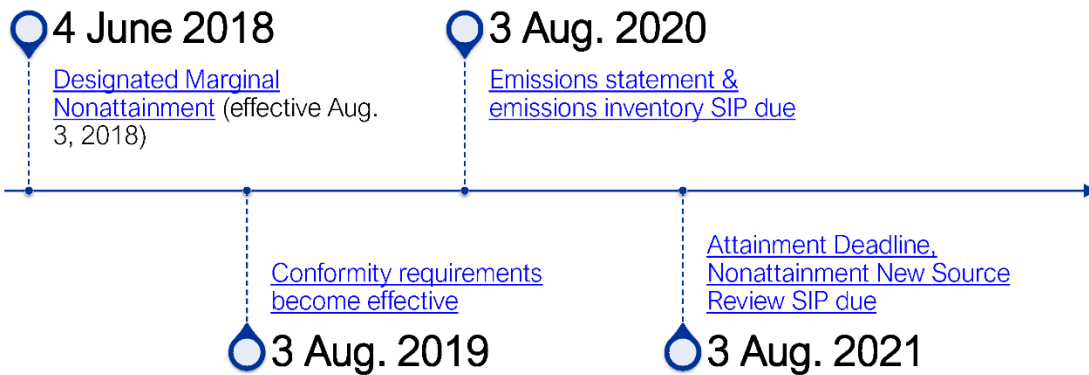 4 June 2018
Designated Marginal
Nonattainment (effective Aug.
3, 2018)
3 Aug. 2020
Emissions statement &
emissions inventory SIP due
Conformity requirements
become effective
3 Aug. 2019
Attainment Deadline,
Nonattainment New Source
Review SIP due
3 Aug. 2021